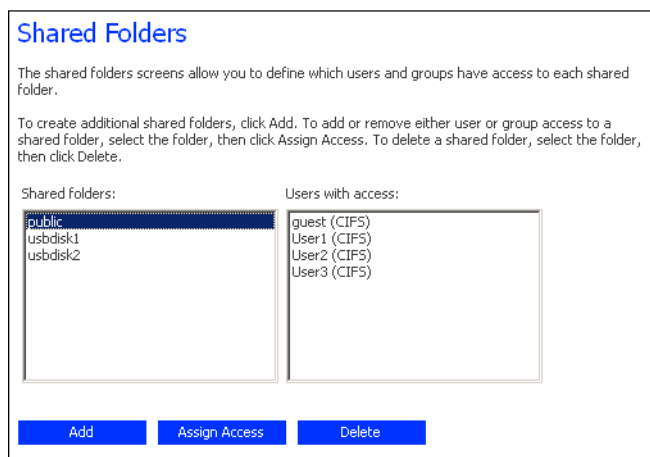 Shared Folders
The shared folders screens allow you to define which users and groups have access to each shared
folder.
To create additional shared folders, click Add. To add or remove either user or group access to a
shared folder, select the folder, then click Assign Access. To delete a shared folder, select the folder,
then click Delete.
Shared folders: Users with access:
public guest (CIFS)
usbdisk1 User1 (CIFS)
usbdisk2 User2 (CIFS)
User3 (CIFS)
Add Assign Access Delete